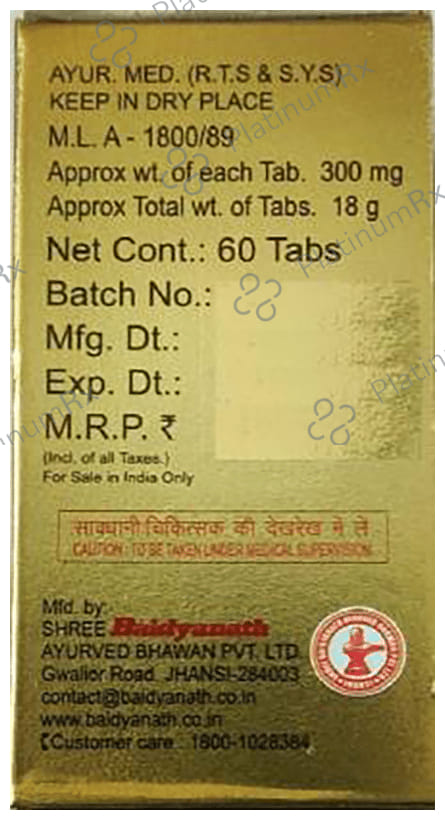 AYUR. MED. (R.T.S & S.Y.S)
KEEP IN DRY PLACE
M.L. A - 1800/89
Approx wt. of each Tab. 300 mg
Approx Total wt. of Tabs. 18 g
Net Cont.: 60 Tabs
Batch No.:
Mfg. Dt.:
Exp. Dt.:
M.R.P. ₹
(Incl. of all Taxes.)
For Sale in India Only
सावधानी चिकित्सक की देखरेख में लें
CAUTION : TO BE TAKEN UNDER MEDICAL SUPERVISION
Mfd. by:
SHREE Baidyanath
AYURVED BHAWAN PVT. LTD.
Gwalior Road, JHANSI-284003
contact@baidyanath.co.in
www.baidyanath.co.in
Customer care : 1800-1028384
PlatinumRx
PlatinumRx
PlatinumRx